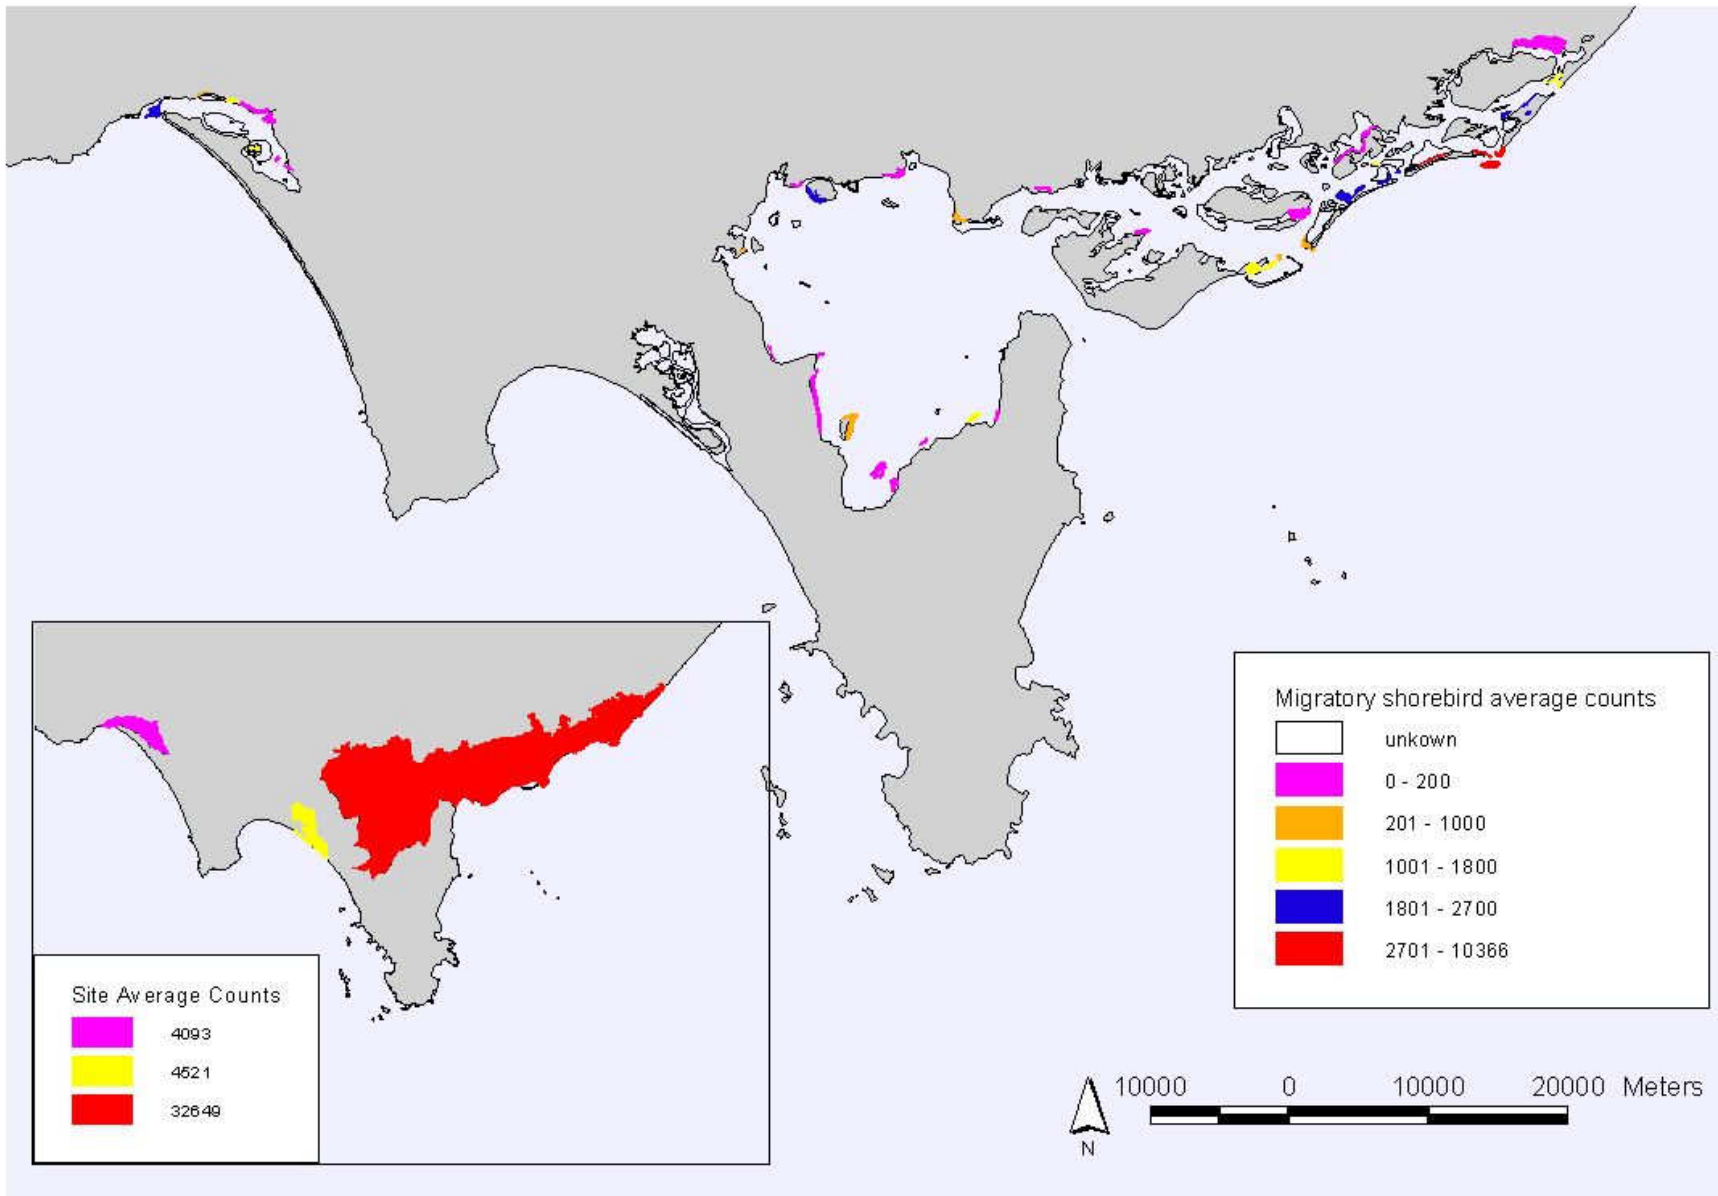 Migratory shorebird average counts
unkown
0 - 200
201 - 1000
1001 - 1800
1801 - 2700
2701 - 10366
Site Average Counts
4093
4521
32649
10000 0 10000 20000 Meters
N